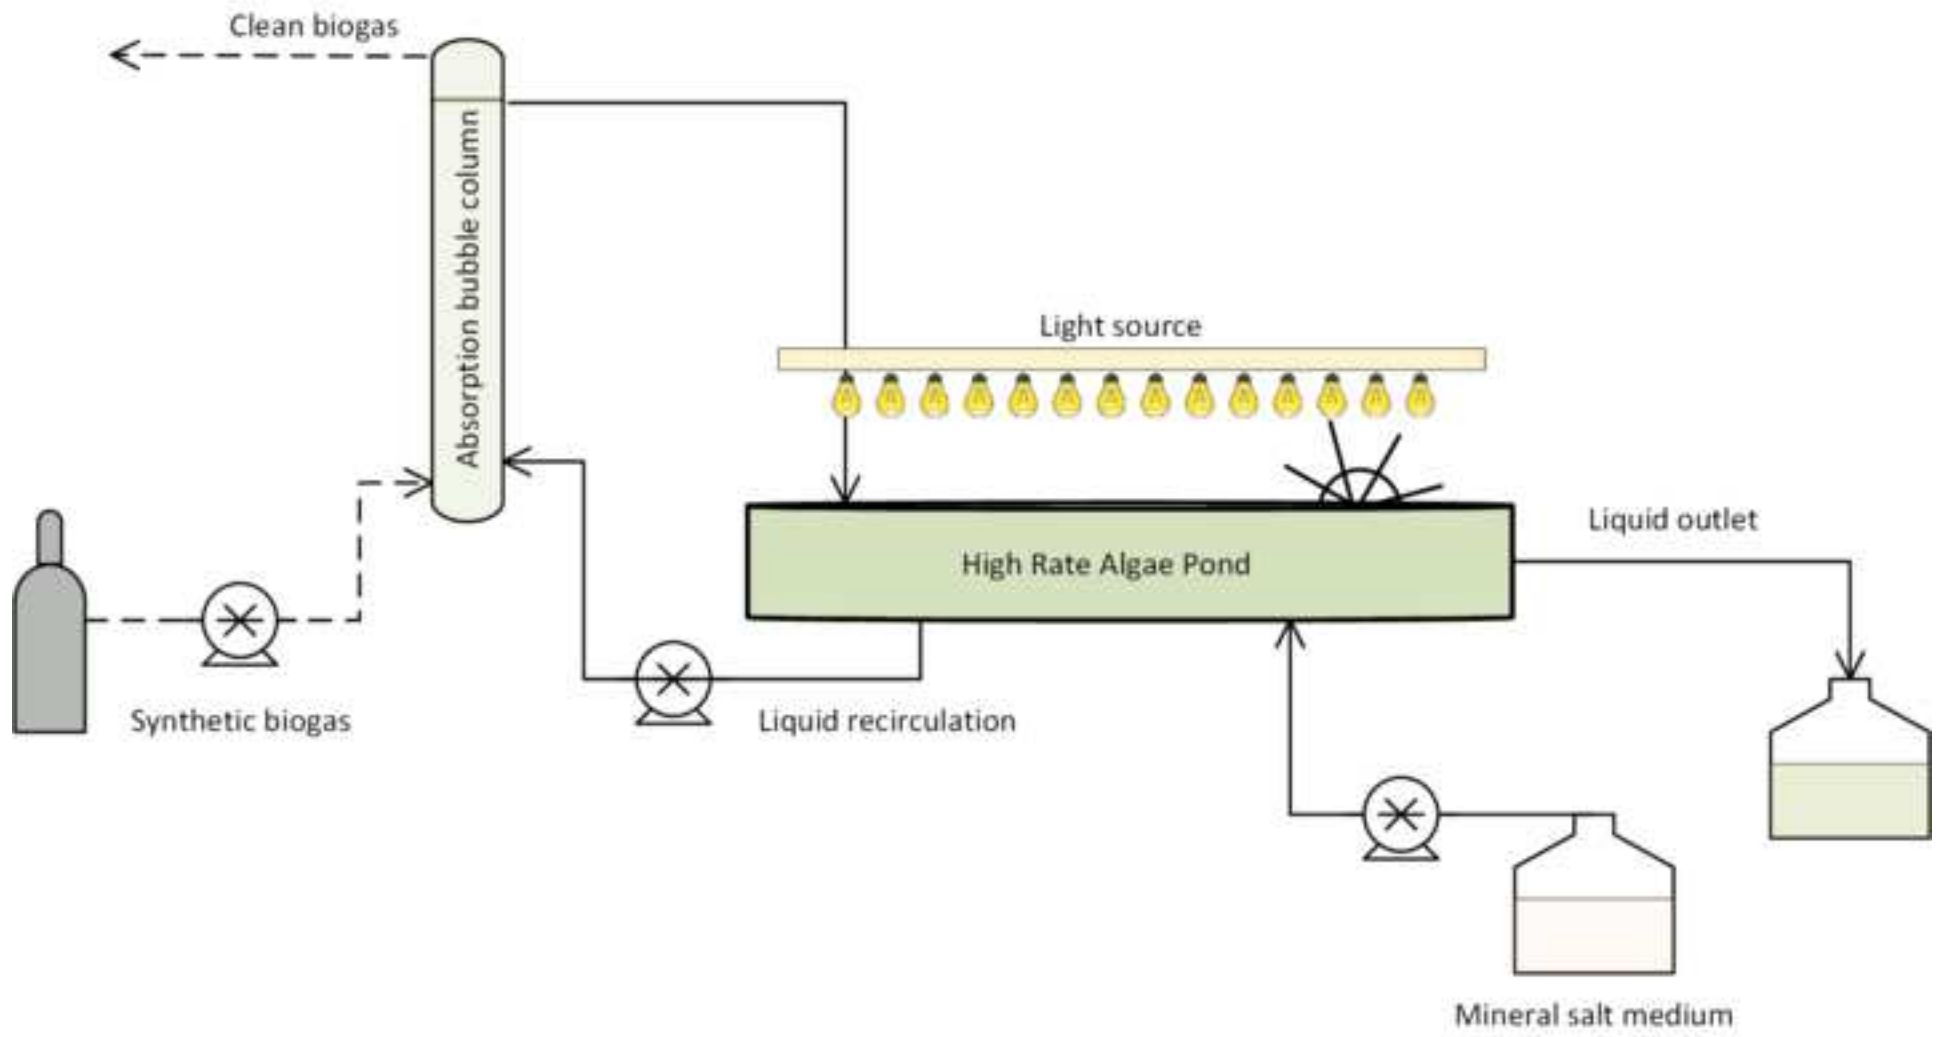 Clean biogas
Absorption bubble column
Light source
High Rate Algae Pond
Liquid outlet
Synthetic biogas
Liquid recirculation
Mineral salt medium